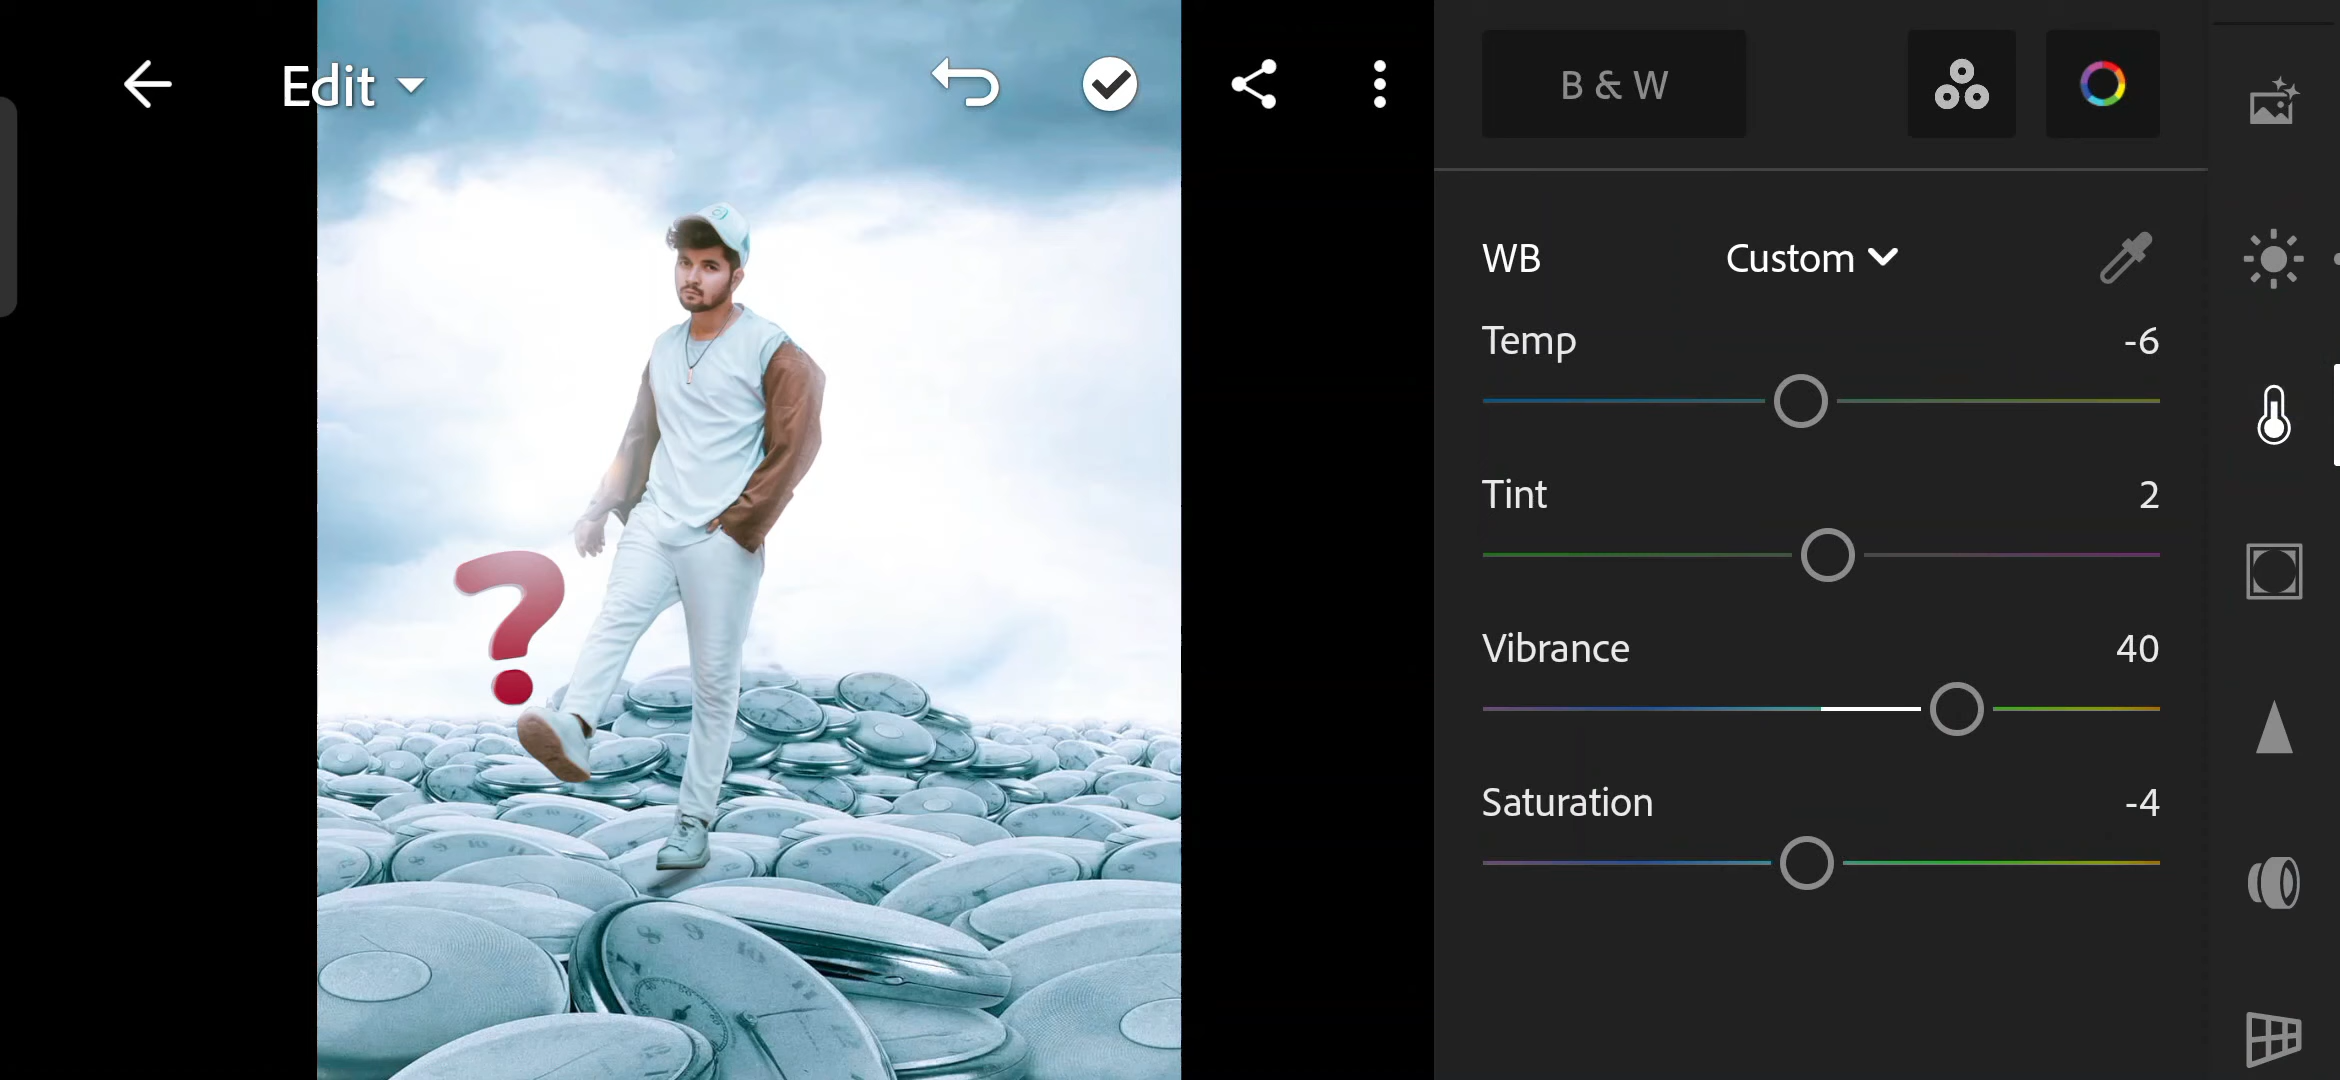 Edit
B & W
WB Custom
Temp -6
Tint 2
?
Vibrance 40
Saturation -4